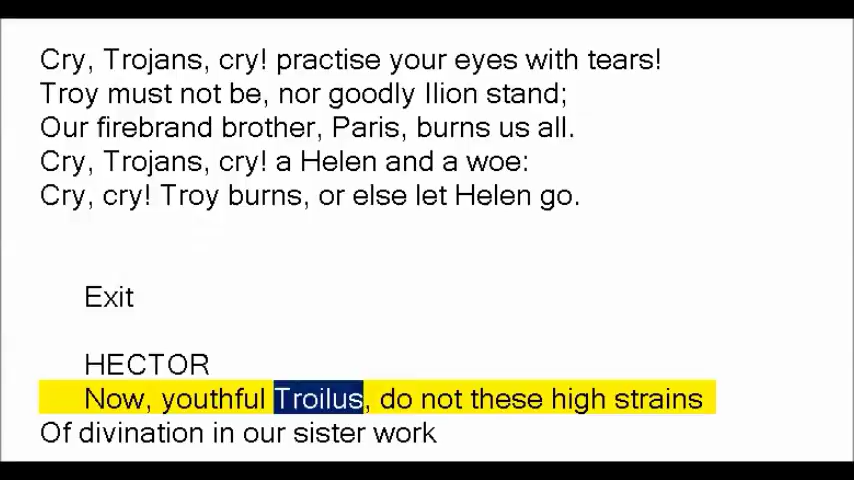 Cry, Trojans, cry! practise your eyes with tears!
Troy must not be, nor goodly Ilion stand;
Our firebrand brother, Paris, burns us all.
Cry, Trojans, cry! a Helen and a woe:
Cry, cry! Troy burns, or else let Helen go.
Exit
HECTOR
Now, youthful Troilus, do not these high strains
Of divination in our sister work